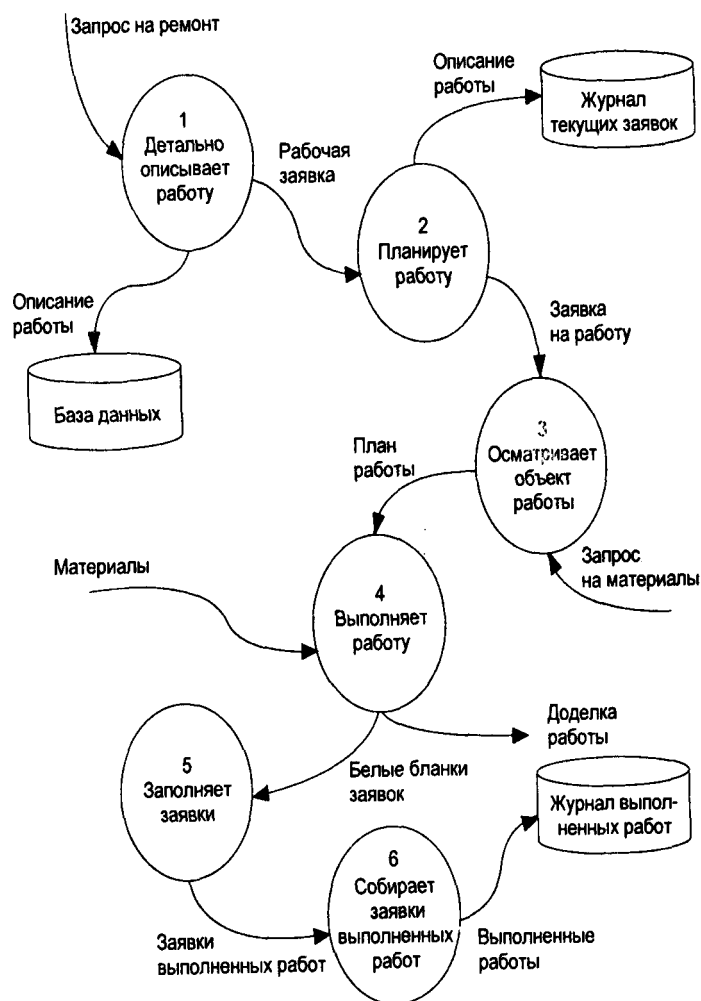 Запрос на ремонт
1
Детально
описывает
работу
Рабочая
заявка
Описание
работы
Журнал
текущих заявок
2
Планирует
работу
Описание
работы
База данных
Заявка
на работу
3
Осматривает
объект
работы
План
работы
Запрос
на материалы
Материалы
4
Выполняет
работу
Доделка
работы
Белые бланки
заявок
5
Заполняет
заявки
Журнал выпол-
ненных работ
6
Собирает
заявки
выполненных
работ
Заявки
выполненных работ
Выполненные
работы